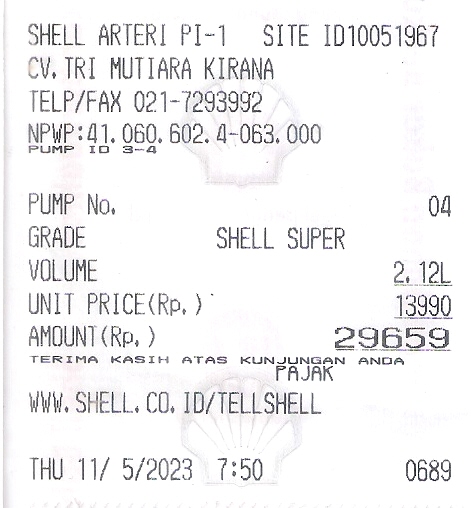 SHELL ARTERI PI-1 SITE ID10051967
CV. TRI MUTIARA KIRANA
TELP/FAX 021-7293992
NPWP:41.060.602.4-063.000
PUMP ID 3-4
PUMP No. 04
GRADE SHELL SUPER
VOLUME 2.12L
UNIT PRICE(Rp.) 13990
AMOUNT(Rp.) 29659
TERIMA KASIH ATAS KUNJUNGAN ANDA
PAJAK
WWW.SHELL.CO.ID/TELLSHELL
THU 11/ 5/2023 7:50 0689